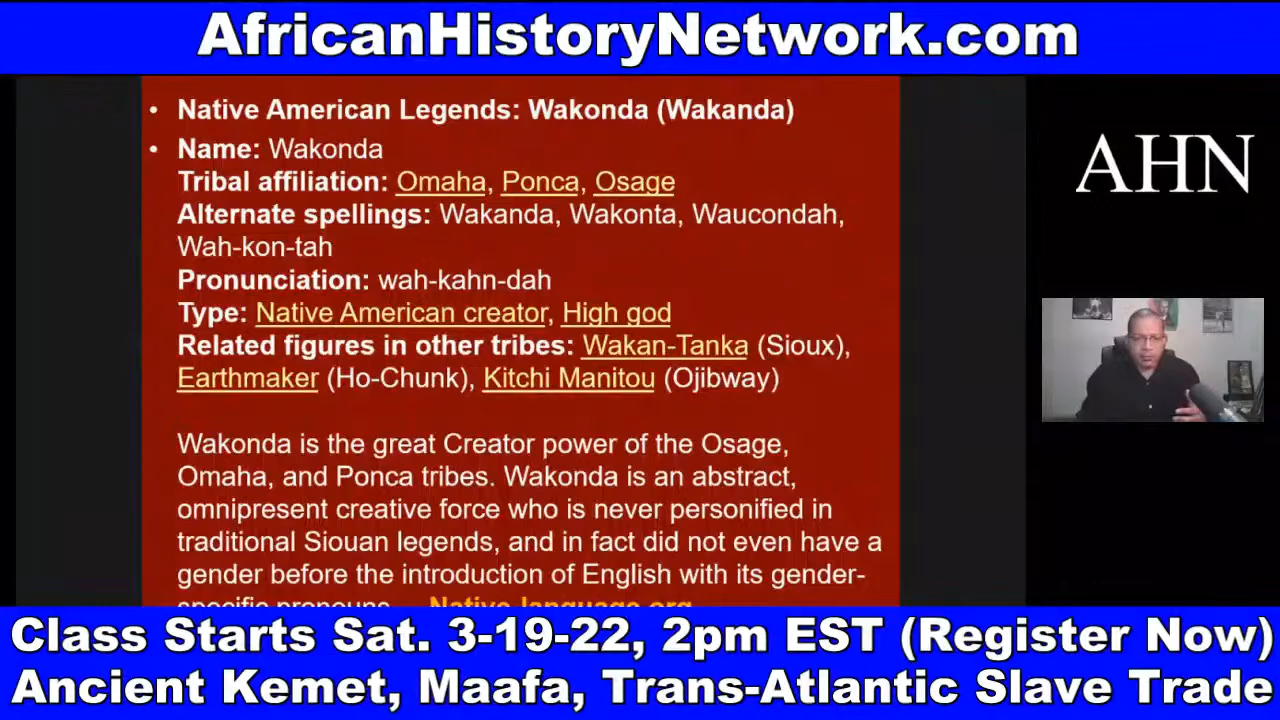 AfricanHistoryNetwork.com
• Native American Legends: Wakonda (Wakanda)
• Name: Wakonda
Tribal affiliation: Omaha, Ponca, Osage
Alternate spellings: Wakanda, Wakonta, Waucondah,
Wah-kon-tah
Pronunciation: wah-kahn-dah
Type: Native American creator, High god
Related figures in other tribes: Wakan-Tanka (Sioux),
Earthmaker (Ho-Chunk), Kitchi Manitou (Ojibway)
Wakonda is the great Creator power of the Osage,
Omaha, and Ponca tribes. Wakonda is an abstract,
omnipresent creative force who is never personified in
traditional Siouan legends, and in fact did not even have a
gender before the introduction of English with its gender-
specific pronouns. Native-language.org
AHN
Class Starts Sat. 3-19-22, 2pm EST (Register Now)
Ancient Kemet, Maafa, Trans-Atlantic Slave Trade